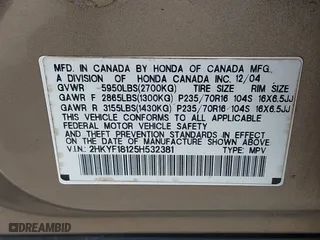 MFD. IN CANADA BY HONDA OF CANADA MFG.,
A DIVISION OF HONDA CANADA INC. 12/04
GVWR 5950LBS(2700KG) TIRE SIZE RIM SIZE
GAWR F 2865LBS(1300KG) P235/70R16 104S 16X6.5JJ
GAWR R 3155LBS(1430KG) P235/70R16 104S 16X6.5JJ
THIS VEHICLE CONFORMS TO ALL APPLICABLE
FEDERAL MOTOR VEHICLE SAFETY AND THEFT
PREVENTION STANDARDS IN EFFECT ON THE DATE
OF MANUFACTURE SHOWN ABOVE.
V.I.N.: 2HKYF18125H532381 TYPE: MPV
DREAMBID